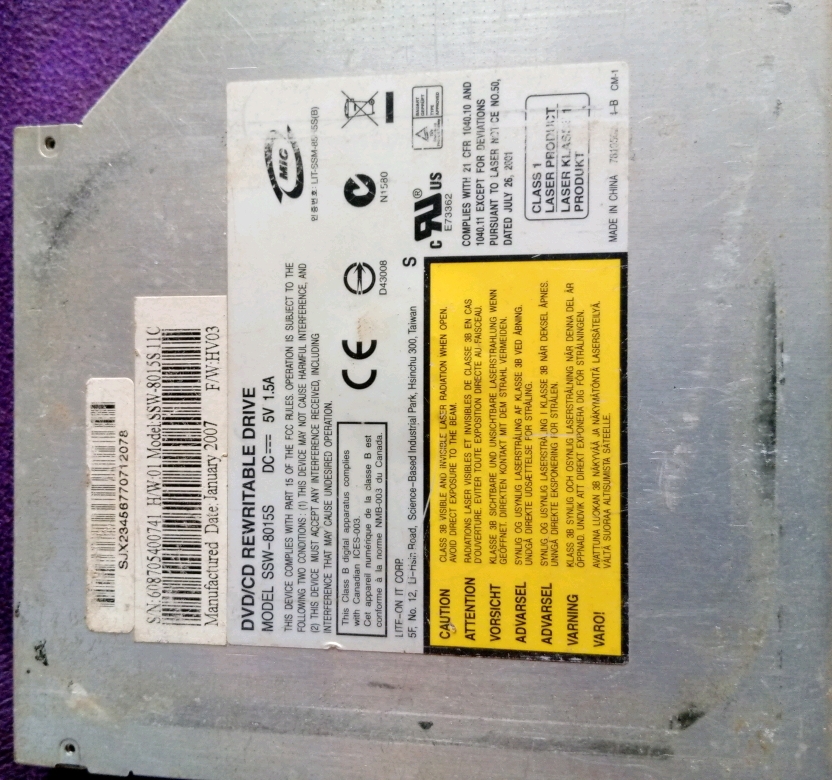 SJX23456770712078
S/N:608705400741 H/W:01 Model:SSW-8015S11C
Manufactured Date: January 2007 F/W:HV03
DVD/CD REWRITABLE DRIVE
MODEL SSW-8015S DC 5V 1.5A
THIS DEVICE COMPLIES WITH PART 15 OF THE FCC RULES. OPERATION IS SUBJECT TO THE
FOLLOWING TWO CONDITIONS: (1) THIS DEVICE MAY NOT CAUSE HARMFUL INTERFERENCE, AND
(2) THIS DEVICE MUST ACCEPT ANY INTERFERENCE RECEIVED, INCLUDING
INTERFERENCE THAT MAY CAUSE UNDESIRED OPERATION.
This Class B digital apparatus complies
with Canadian ICES-003.
Cet appareil numérique de la classe B est
conforme à la norme NMB-003 du Canada.
CE
D43008
N1580
MiC
인증번호:
LITE-ON IT CORP. S
5F, No. 12, Li-Hsin Road, Science-Based Industrial Park, Hsinchu 300, Taiwan
CAUTION CLASS 3B VISIBLE AND INVISIBLE LASER RADIATION WHEN OPEN.
AVOID DIRECT EXPOSURE TO THE BEAM.
ATTENTION RADIATIONS LASER VISIBLES ET INVISIBLES DE CLASSE 3B EN CAS
D'OUVERTURE. EVITER TOUTE EXPOSITION DIRECTE AU FAISCEAU.
VORSICHT KLASSE 3B SICHTBARE UND UNSICHTBARE LASERSTRAHLUNG WENN
GEÖFFNET. DIREKTEN KONTAKT MIT DEM STRAHL VERMEIDEN.
ADVARSEL SYNLIG OG USYNLIG LASERSTRÅLING AF KLASSE 3B VED ÅBNING.
UNDGÅ DIREKTE UDSÆTTELSE FOR STRÅLING.
ADVARSEL SYNLIG OG USYNLIG LASERSTRÅLING I KLASSE 3B NÅR DEKSEL ÅPNES.
UNNGÅ DIREKTE EKSPONERING FOR STRÅLEN.
VARNING KLASS 3B SYNLIG OCH OSYNLIG LASERSTRÅLNING NÄR DENNA DEL ÄR
ÖPPNAD. UNDVIK ATT DIREKT EXPONERA DIG FÖR STRÅLNINGEN.
VARO! AVATTUNA LUOKAN 3B NÄKYVÄÄ JA NÄKYMÄTÖNTÄ LASERSÄTEILYÄ.
VÄLTÄ SUORAA ALTISUMISTA SÄTEELLE.
c UL ® US
E73362
COMPLIES WITH 21 CFR 1040.10 AND
1040.11 EXCEPT FOR DEVIATIONS
PURSUANT TO LASER NOTICE NO.50,
DATED JULY 26, 2001
CLASS 1
LASER PRODUCT
LASER KLASSE 1
PRODUKT
MADE IN CHINA CM-1